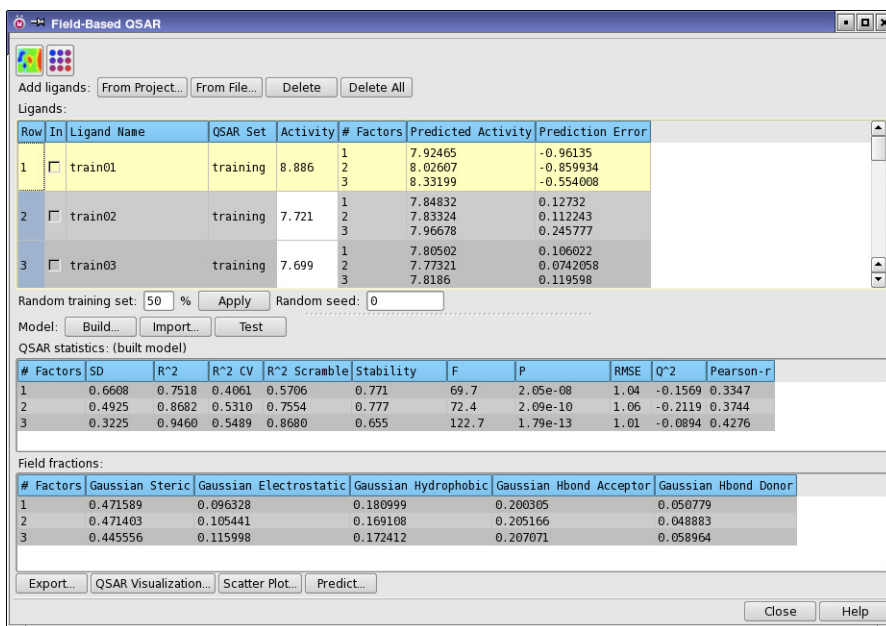 Field-Based QSAR
Add ligands: From Project... From File... Delete Delete All
Ligands:
Row In Ligand Name QSAR Set Activity # Factors Predicted Activity Prediction Error
1 train01 training 8.886 1 7.92465 -0.96135
2 8.02607 -0.859934
3 8.33199 -0.554008
2 train02 training 7.721 1 7.84832 0.12732
2 7.83324 0.112243
3 7.96678 0.245777
3 train03 training 7.699 1 7.80502 0.106022
2 7.77321 0.0742058
3 7.8186 0.119598
Random training set: 50 % Apply Random seed: 0
Model: Build... Import... Test
QSAR statistics: (built model)
# Factors SD R^2 R^2 CV R^2 Scramble Stability F P RMSE Q^2 Pearson-r
1 0.6608 0.7518 0.4061 0.5706 0.771 69.7 2.05e-08 1.04 -0.1569 0.3347
2 0.4925 0.8682 0.5310 0.7554 0.777 72.4 2.09e-10 1.06 -0.2119 0.3744
3 0.3225 0.9460 0.5489 0.8680 0.655 122.7 1.79e-13 1.01 -0.0894 0.4276
Field fractions:
# Factors Gaussian Steric Gaussian Electrostatic Gaussian Hydrophobic Gaussian Hbond Acceptor Gaussian Hbond Donor
1 0.471589 0.096328 0.180999 0.200305 0.050779
2 0.471403 0.105441 0.169108 0.205166 0.048883
3 0.445556 0.115998 0.172412 0.207071 0.058964
Export... QSAR Visualization... Scatter Plot... Predict...
Close Help